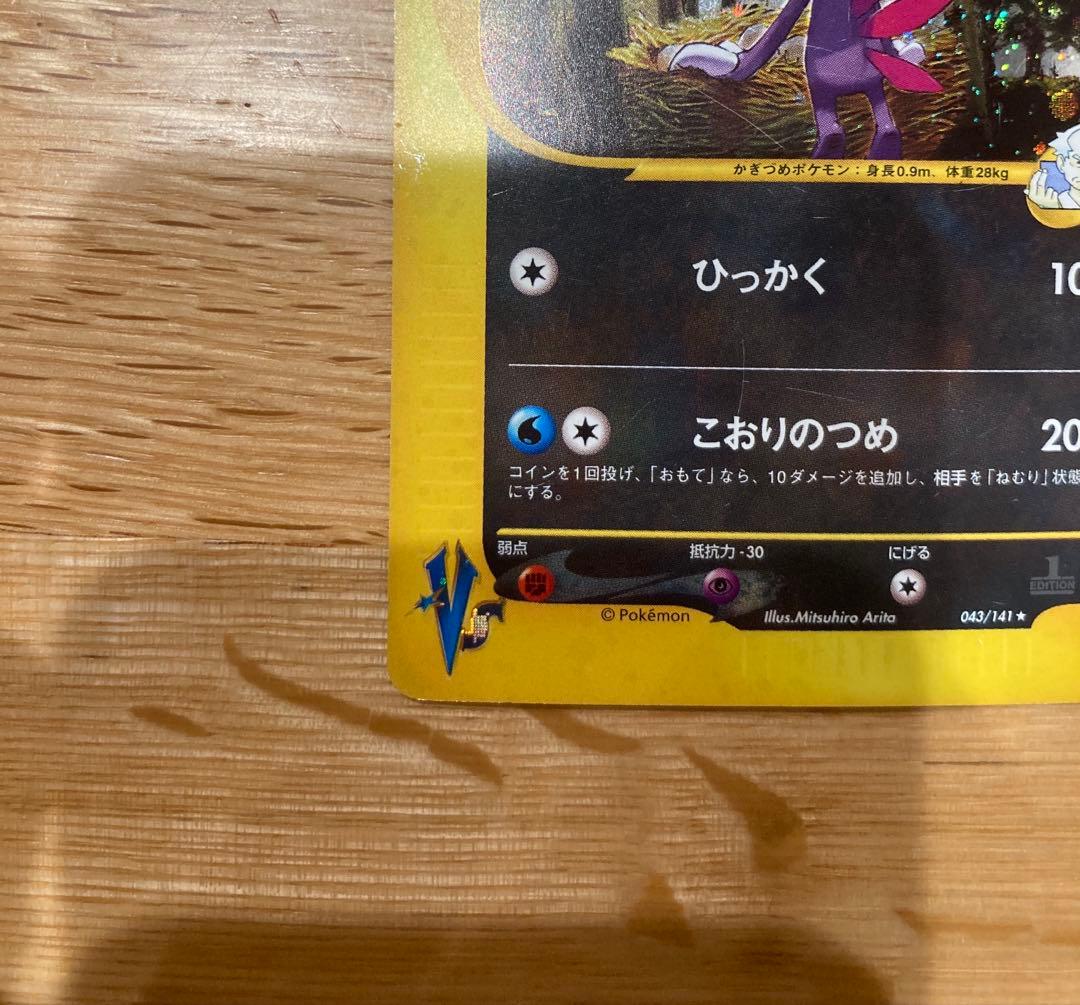 かぎづめポケモン：身長0.9m、体重28kg
ひっかく 10
こおりのつめ 20
コインを1回投げ、「おもて」なら、10ダメージを追加し、相手を「ねむり」状態
にする。
弱点 抵抗力-30 にげる
1
EDITION
VS
© Pokémon Illus.Mitsuhiro Arita 043/141★